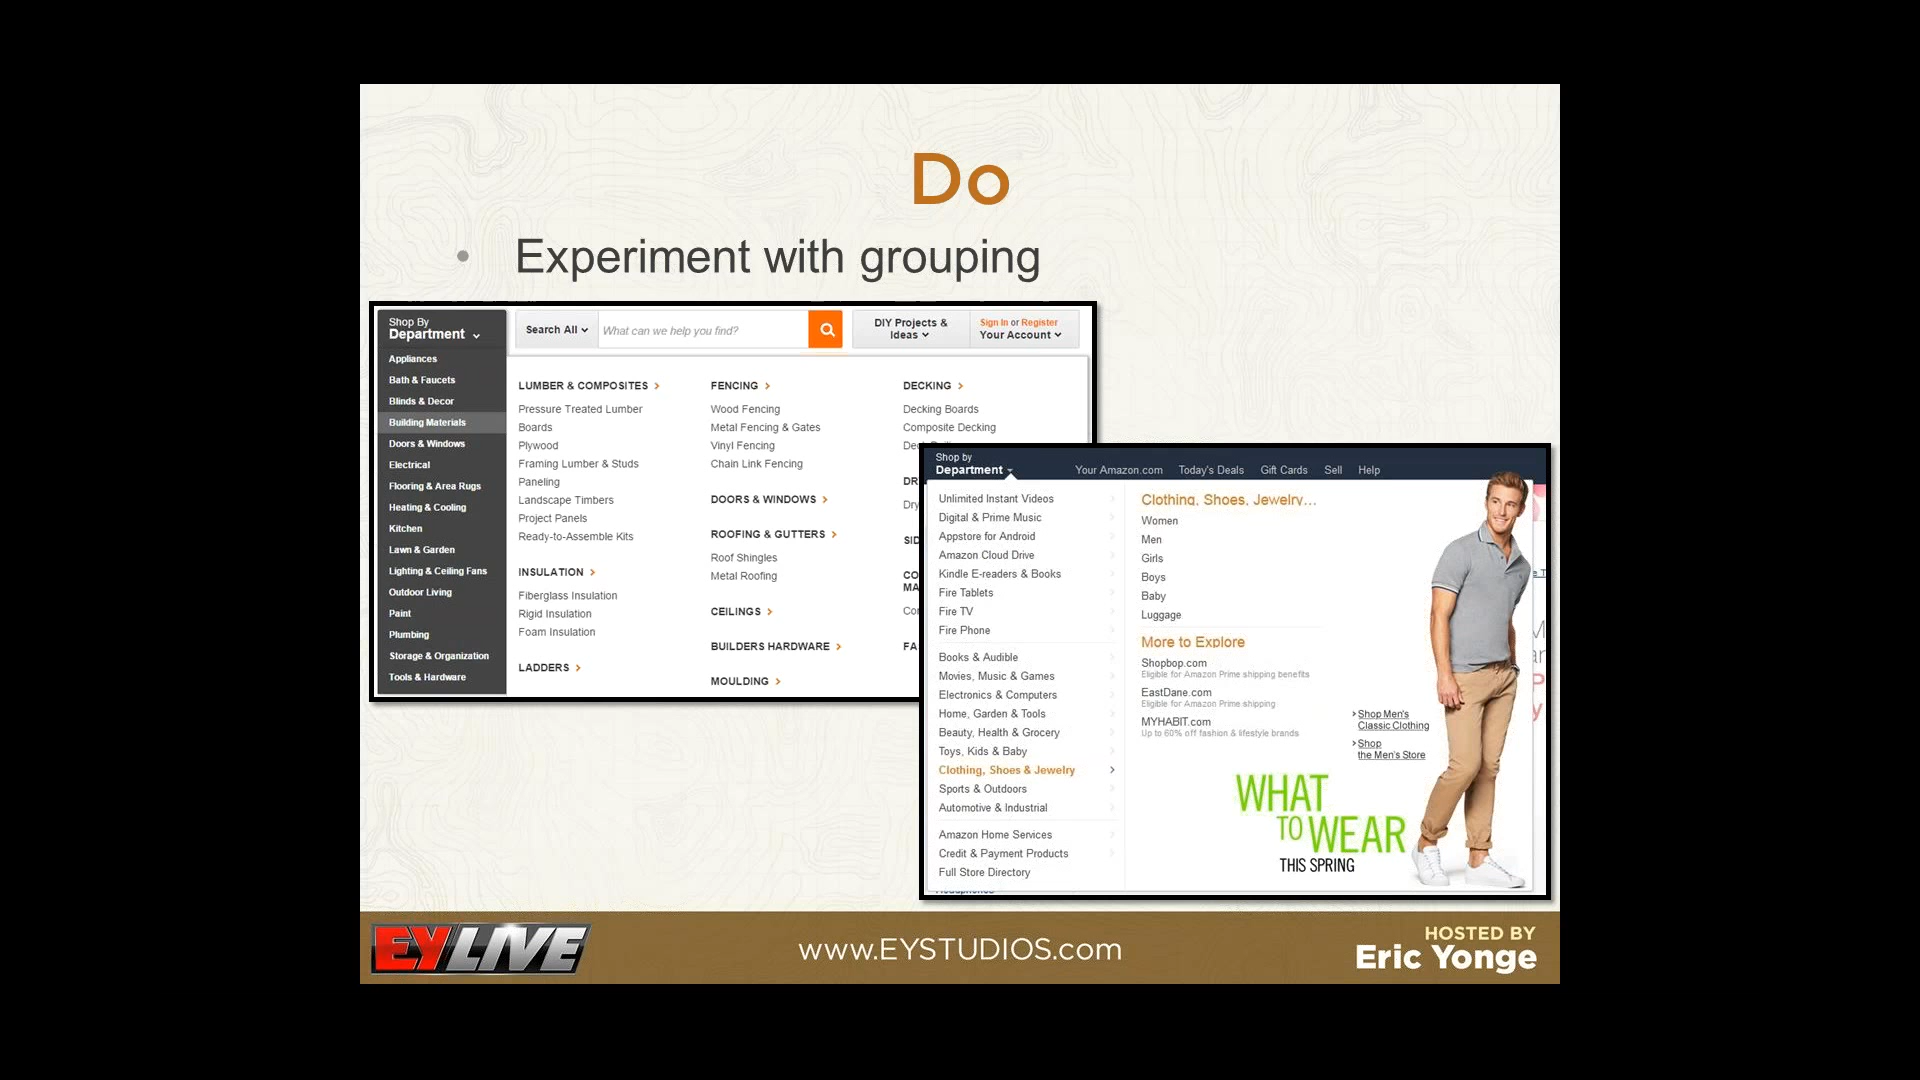 Do
• Experiment with grouping
Shop By
Department
Search All
What can we help you find?
DIY Projects &
Ideas
Sign In or Register
Your Account
Appliances
Bath & Faucets
Blinds & Decor
Building Materials
Doors & Windows
Electrical
Flooring & Area Rugs
Heating & Cooling
Kitchen
Lawn & Garden
Lighting & Ceiling Fans
Outdoor Living
Paint
Plumbing
Storage & Organization
Tools & Hardware
LUMBER & COMPOSITES
Pressure Treated Lumber
Boards
Plywood
Framing Lumber & Studs
Paneling
Landscape Timbers
Project Panels
Ready-to-Assemble Kits
INSULATION
Fiberglass Insulation
Rigid Insulation
Foam Insulation
LADDERS
FENCING
Wood Fencing
Metal Fencing & Gates
Vinyl Fencing
Chain Link Fencing
DOORS & WINDOWS
ROOFING & GUTTERS
Roof Shingles
Metal Roofing
CEILINGS
BUILDERS HARDWARE
MOULDING
DECKING
Decking Boards
Composite Decking
Shop by
Department
Your Amazon.com
Today's Deals
Gift Cards
Sell
Help
Unlimited Instant Videos
Digital & Prime Music
Appstore for Android
Amazon Cloud Drive
Kindle E-readers & Books
Fire Tablets
Fire TV
Fire Phone
Books & Audible
Movies, Music & Games
Electronics & Computers
Home, Garden & Tools
Beauty, Health & Grocery
Toys, Kids & Baby
Clothing, Shoes & Jewelry
Sports & Outdoors
Automotive & Industrial
Amazon Home Services
Credit & Payment Products
Full Store Directory
Clothing, Shoes, Jewelry...
Women
Men
Girls
Boys
Baby
Luggage
More to Explore
Shopbop.com
Eligible for Amazon Prime shipping benefits
EastDane.com
Eligible for Amazon Prime shipping
MYHABIT.com
Up to 60% off fashion & lifestyle brands
Shop Men's
Classic Clothing
Shop
the Men's Store
WHAT
TO WEAR
THIS SPRING
EYLIVE
www.EYSTUDIOS.com
HOSTED BY
Eric Yonge